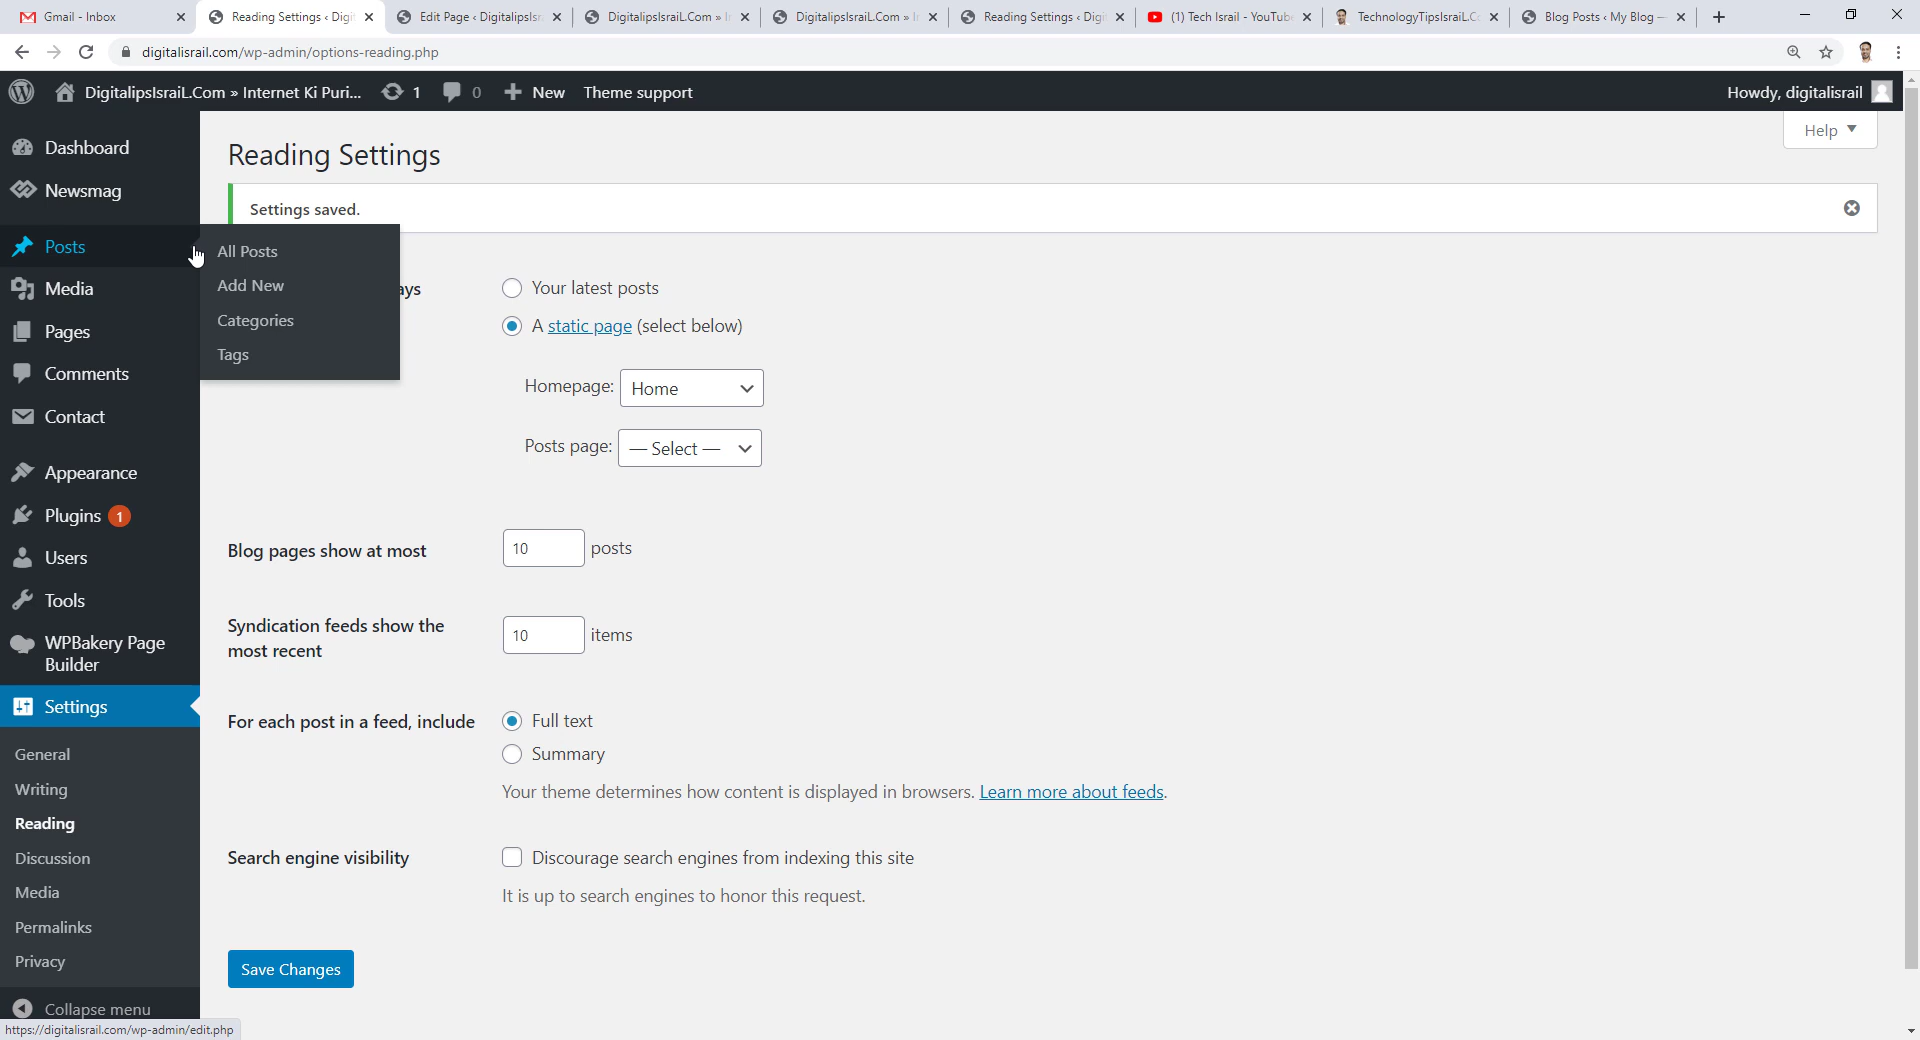 Gmail - Inbox
Reading Settings ‹ Digi
Edit Page ‹ Digitalipslsr
DigitalipslsraiL.Com » I
DigitalipslsraiL.Com » I
Reading Settings ‹ Digi
(1) Tech Israil - YouTube
TechnologyTipsIsraiL.C
Blog Posts ‹ My Blog —
digitalisrail.com/wp-admin/options-reading.php
DigitalipslsraiL.Com » Internet Ki Puri...
1
0
New
Theme support
Howdy, digitalisrail
Help
Dashboard
Newsmag
Posts
Media
Pages
Comments
Contact
Appearance
Plugins 1
Users
Tools
WPBakery Page
Builder
Settings
General
Writing
Reading
Discussion
Media
Permalinks
Privacy
Collapse menu
https://digitalisrail.com/wp-admin/edit.php
All Posts
Add New
Categories
Tags
Reading Settings
Settings saved.
ays
Your latest posts
A static page (select below)
Homepage: Home
Posts page: — Select —
Blog pages show at most
10 posts
Syndication feeds show the
most recent
10 items
For each post in a feed, include
Full text
Summary
Your theme determines how content is displayed in browsers. Learn more about feeds.
Search engine visibility
Discourage search engines from indexing this site
It is up to search engines to honor this request.
Save Changes